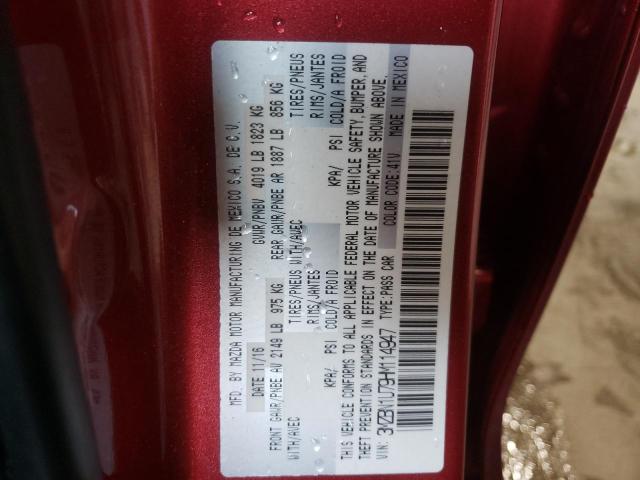 MFD. BY MAZDA MOTOR MANUFACTURING DE MEXICO S.A. DE C.V.
DATE 11/16 GVWR/PNBV 4019 LB 1823 KG
FRONT GAWR/PNBE AV 2149 LB 975 KG REAR GAWR/PNBE AR 1887 LB 856 KG
WITH/AVEC TIRES/PNEUS WITH/AVEC TIRES/PNEUS
RIMS/JANTES RIMS/JANTES
KPA/ PSI COLD/A FROID KPA/ PSI COLD/A FROID
THIS VEHICLE CONFORMS TO ALL APPLICABLE FEDERAL MOTOR VEHICLE SAFETY, BUMPER, AND
THEFT PREVENTION STANDARDS IN EFFECT ON THE DATE OF MANUFACTURE SHOWN ABOVE.
VIN: 3MZBN1U79HM114947 TYPE:PASS CAR COLOR CODE:41V MADE IN MEXICO